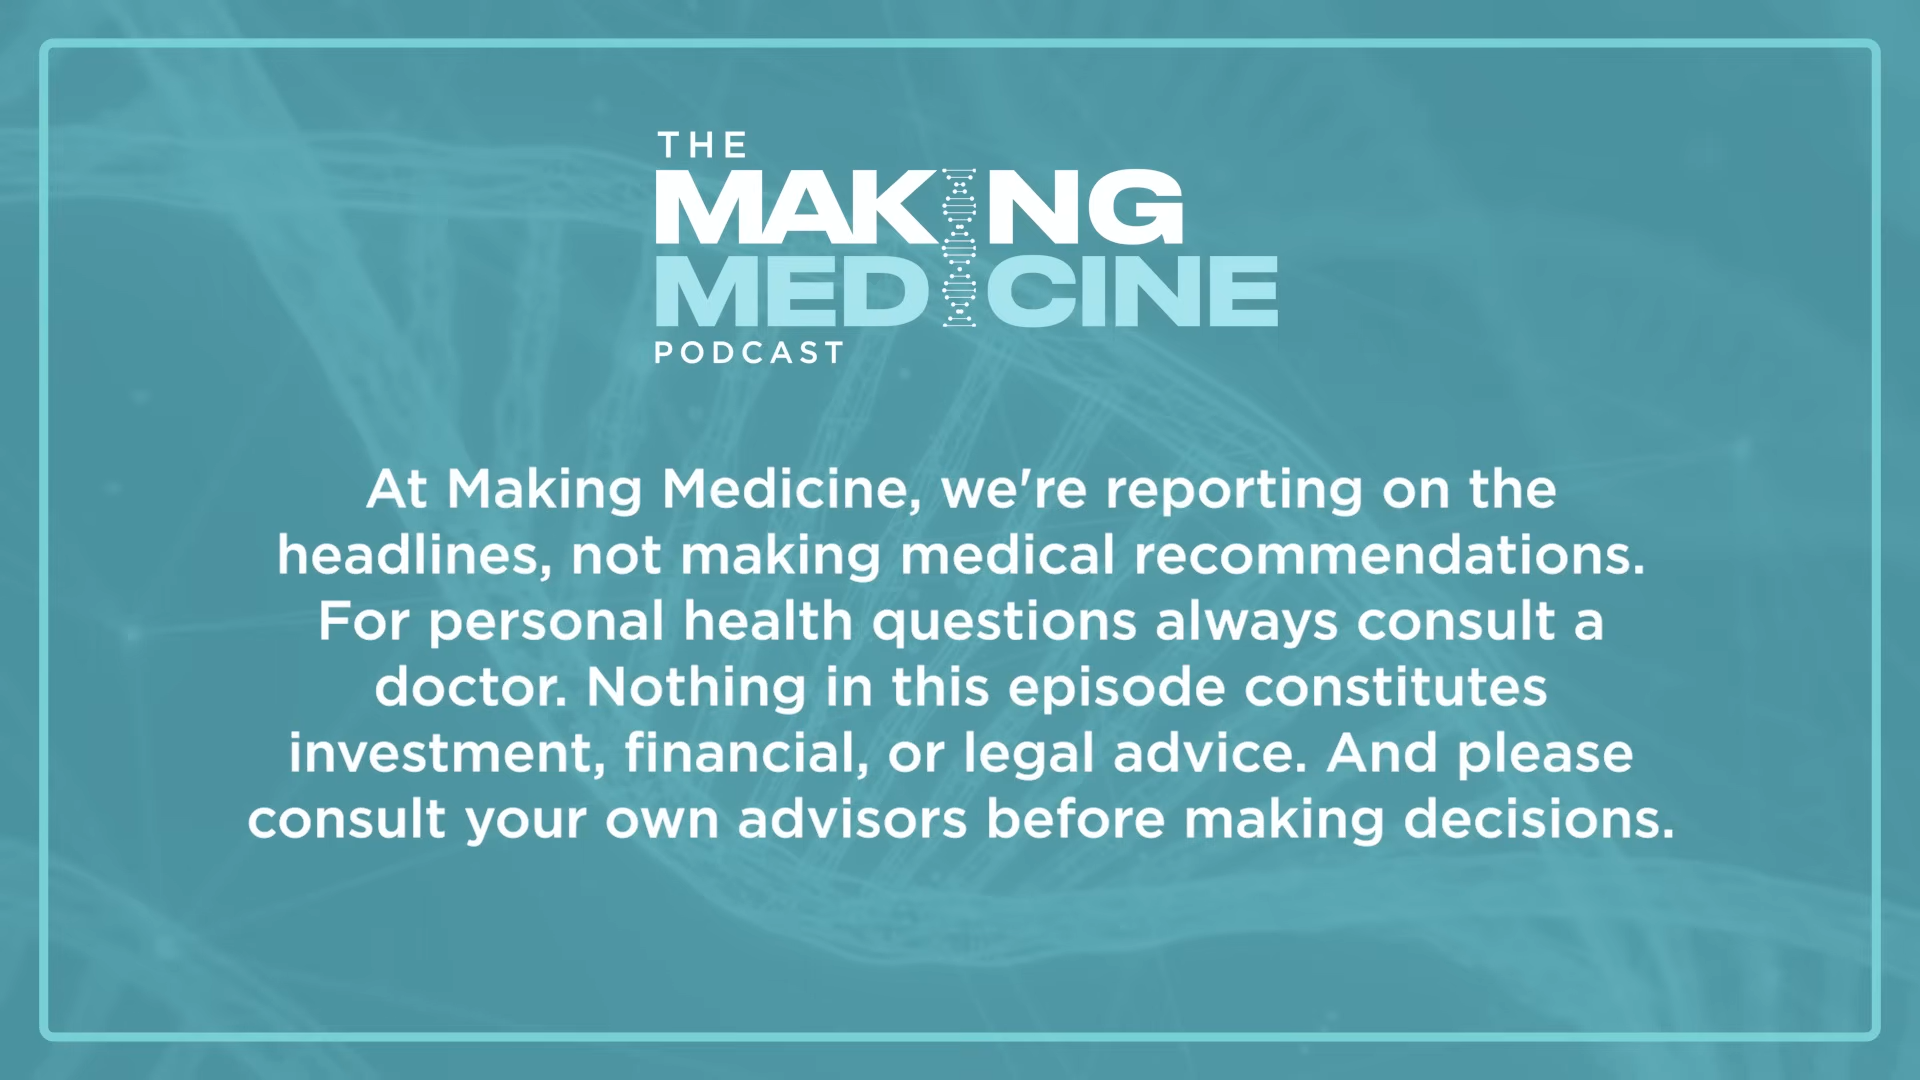 THE
MAKING
MEDICINE
PODCAST
At Making Medicine, we're reporting on the
headlines, not making medical recommendations.
For personal health questions always consult a
doctor. Nothing in this episode constitutes
investment, financial, or legal advice. And please
consult your own advisors before making decisions.